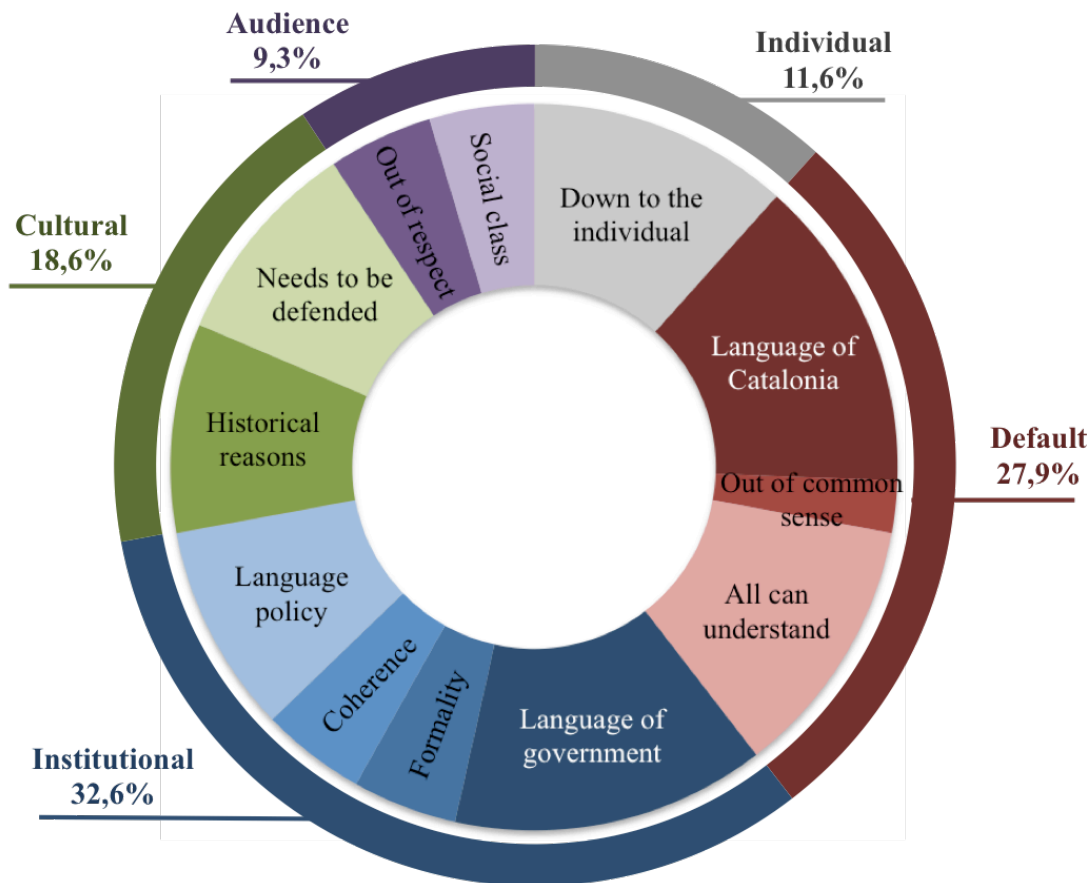 Audience
9,3%
Individual
11,6%
Cultural
18,6%
Default
27,9%
Institutional
32,6%
Down to the
individual
Language of
Catalonia
Out of common
sense
All can
understand
Language of
government
Formality
Coherence
Language
policy
Historical
reasons
Needs to be
defended
Out of respect
Social class